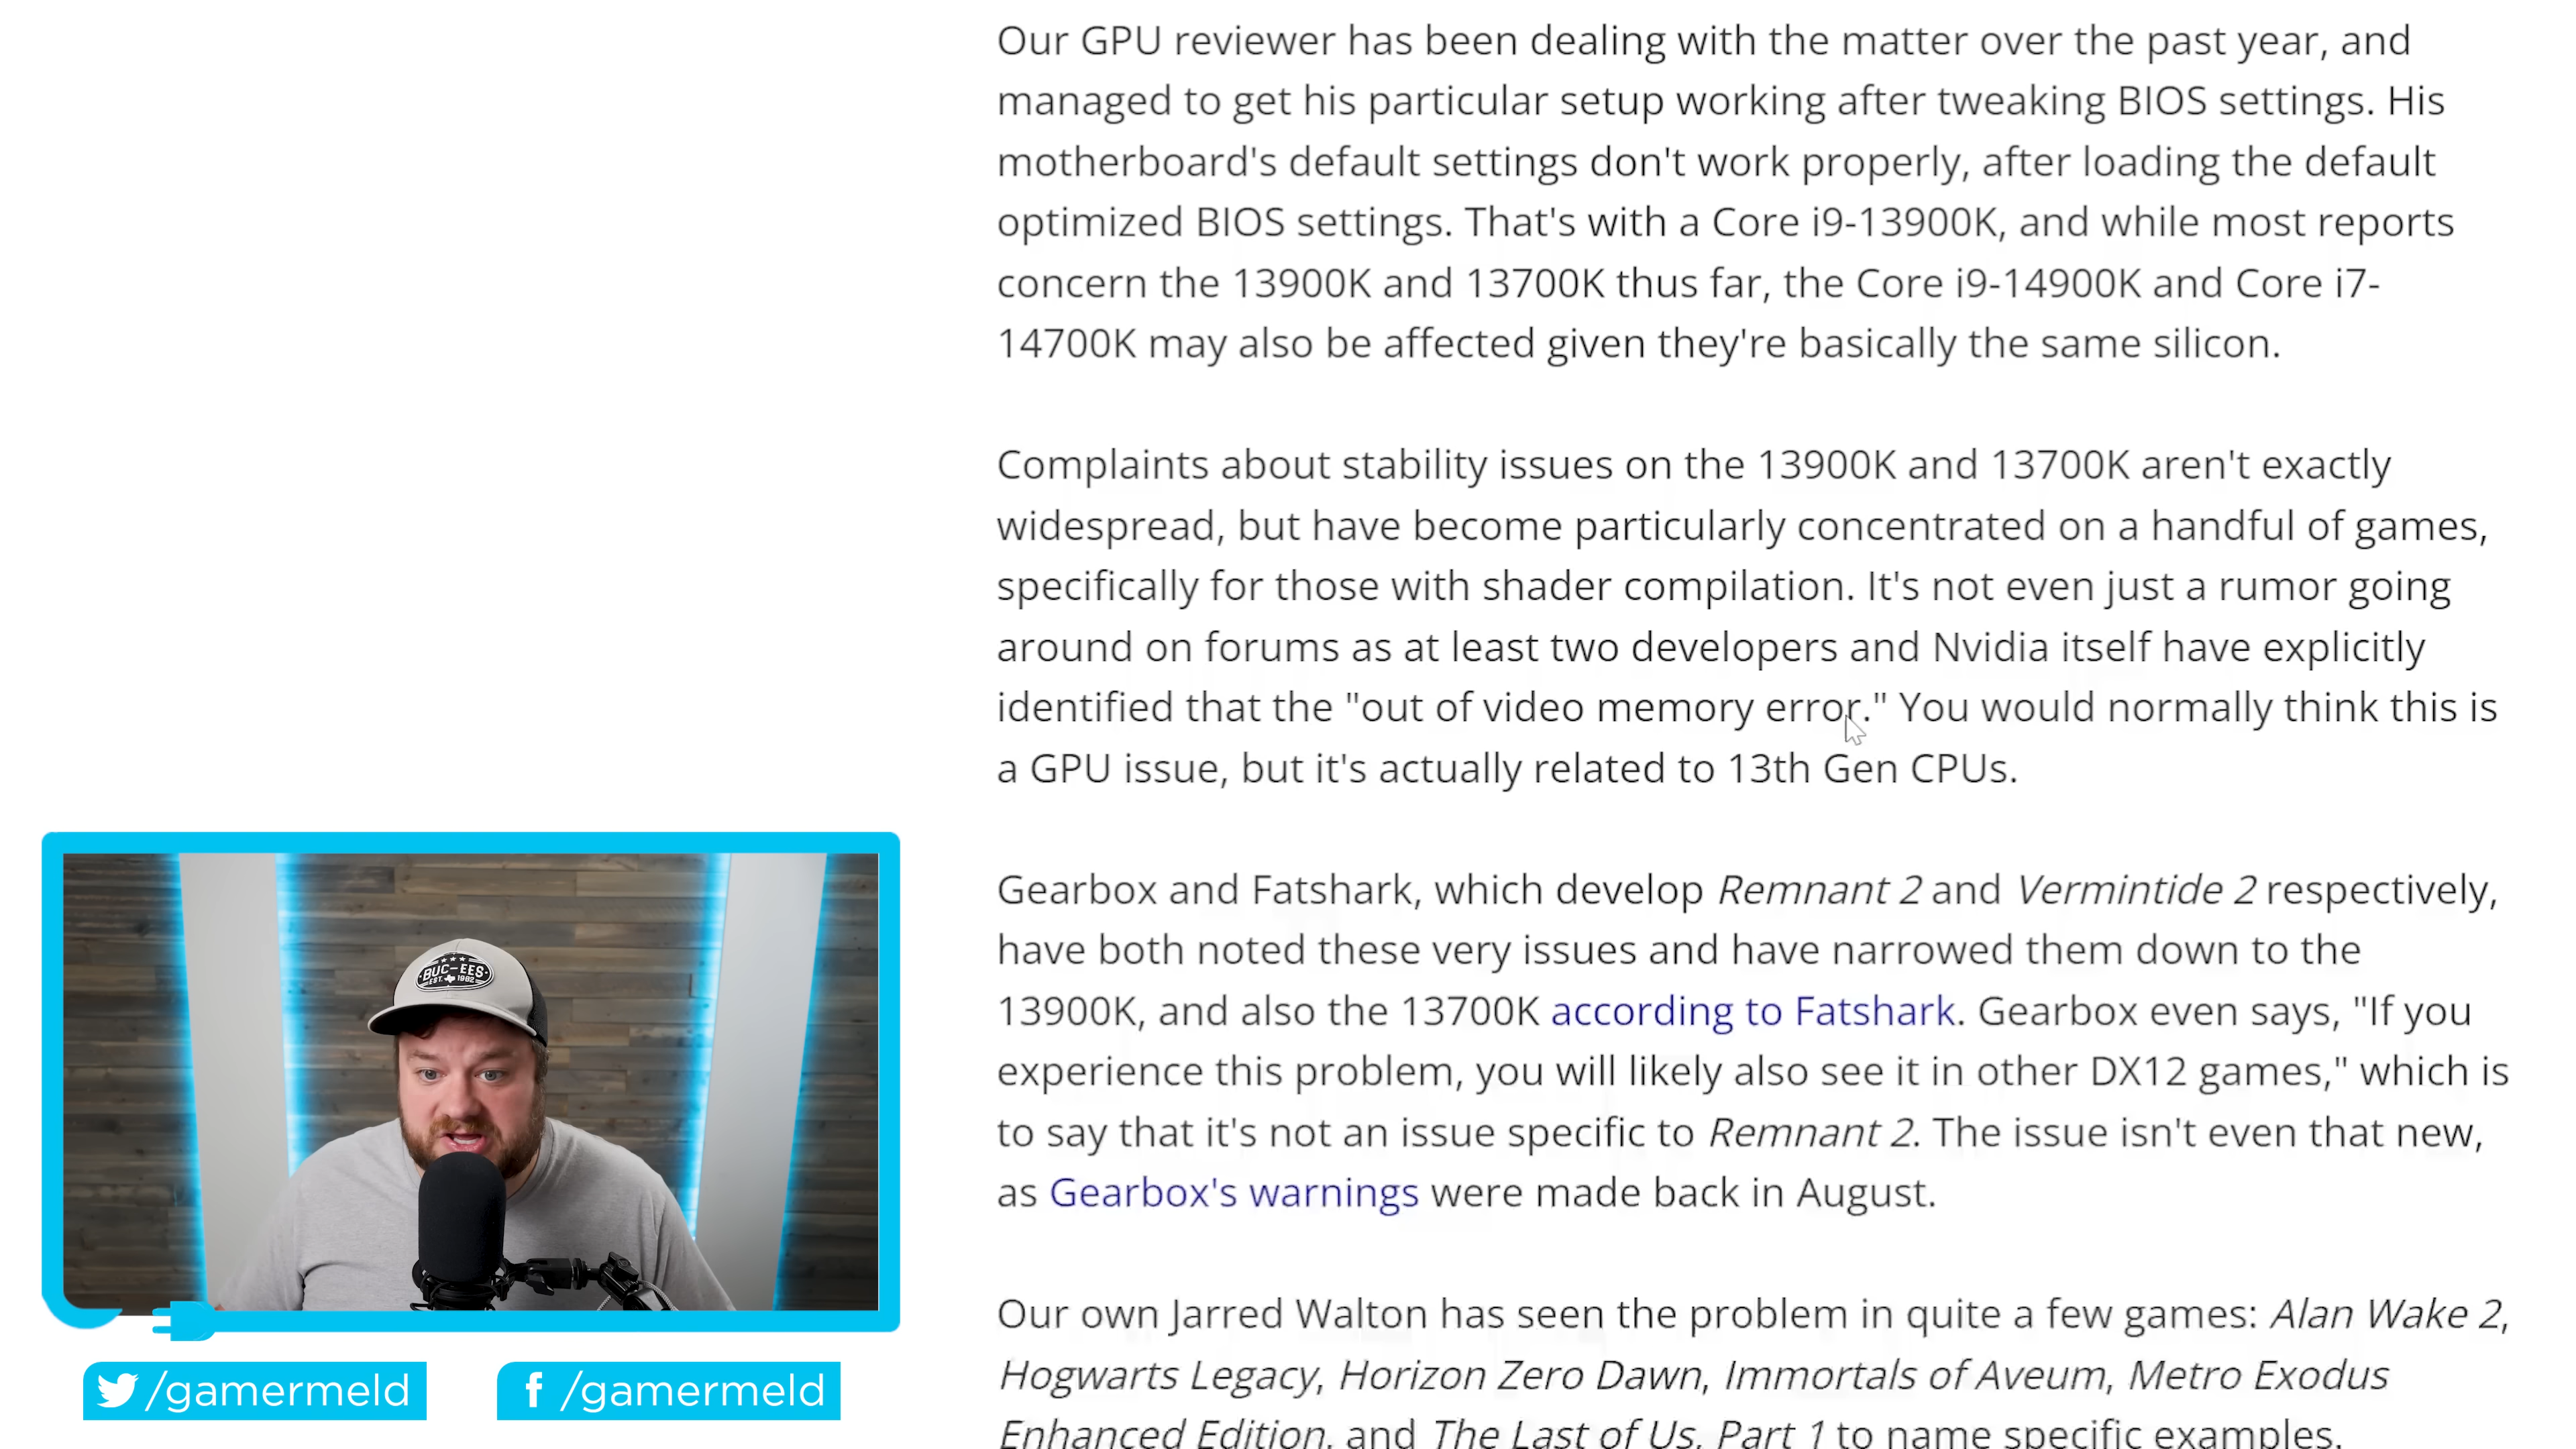 Our GPU reviewer has been dealing with the matter over the past year, and
managed to get his particular setup working after tweaking BIOS settings. His
motherboard's default settings don't work properly, after loading the default
optimized BIOS settings. That's with a Core i9-13900K, and while most reports
concern the 13900K and 13700K thus far, the Core i9-14900K and Core i7-
14700K may also be affected given they're basically the same silicon.
Complaints about stability issues on the 13900K and 13700K aren't exactly
widespread, but have become particularly concentrated on a handful of games,
specifically for those with shader compilation. It's not even just a rumor going
around on forums as at least two developers and Nvidia itself have explicitly
identified that the "out of video memory error." You would normally think this is
a GPU issue, but it's actually related to 13th Gen CPUs.
Gearbox and Fatshark, which develop Remnant 2 and Vermintide 2 respectively,
have both noted these very issues and have narrowed them down to the
13900K, and also the 13700K according to Fatshark. Gearbox even says, "If you
experience this problem, you will likely also see it in other DX12 games," which is
to say that it's not an issue specific to Remnant 2. The issue isn't even that new,
as Gearbox's warnings were made back in August.
Our own Jarred Walton has seen the problem in quite a few games: Alan Wake 2,
Hogwarts Legacy, Horizon Zero Dawn, Immortals of Aveum, Metro Exodus
Enhanced Edition, and The Last of Us, Part 1 to name specific examples.
BUC-EES
EST. 1982
/gamermeld
/gamermeld